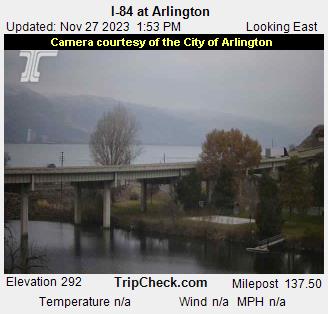 I-84 at Arlington
Updated: Nov 27 2023 1:53 PM Looking East
Camera courtesy of the City of Arlington
Elevation 292 TripCheck.com Milepost 137.50
Temperature n/a Wind n/a MPH n/a